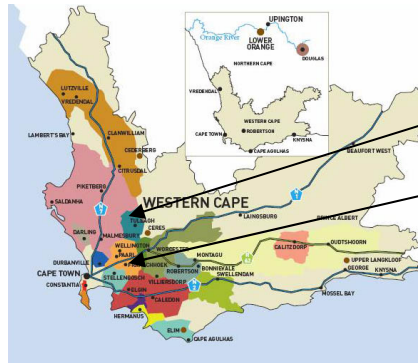 UPINGTON
Orange River
LOWER
ORANGE
DOUGLAS
NORTHERN CAPE
LUTZVILLE
VREDENDAL
VREDENDAL
LAMBERT'S BAY
CLANWILLIAM
WESTERN CAPE
CAPE TOWN
ROBERTSON
KNYSNA
CAPE AGULHAS
CEDERBERG
BEAUFORT WEST
CITRUSDAL
PIKETBERG
SALDANHA
WESTERN CAPE
TULBAGH
CERES
LAINGSBURG
PRINCE ALBERT
DARLING
MALMESBURY
WELLINGTON
PAARL
WORCESTER
MONTAGU
CALITZDORP
OUDTSHOORN
DURBANVILLE
ROBERTSON
BONNIEVALE
UPPER LANGKLOOF
CAPE TOWN
STELLENBOSCH
VILLIERSDORP
SWELLENDAM
GEORGE
KNYSNA
CONSTANTIA
ELGIN
CALEDON
MOSSEL BAY
HERMANUS
ELIM
CAPE AGULHAS